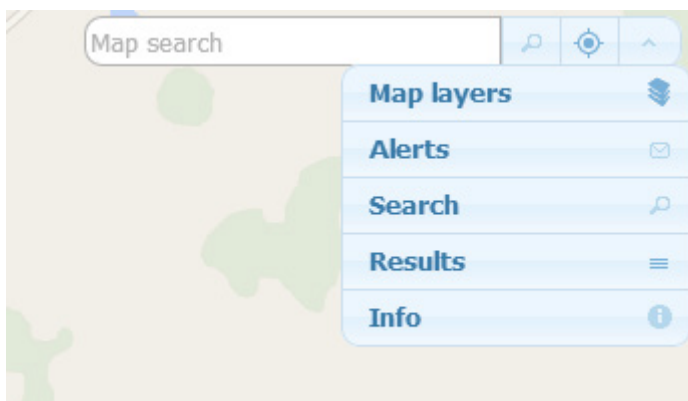 Map search
Map layers
Alerts
Search
Results
Info